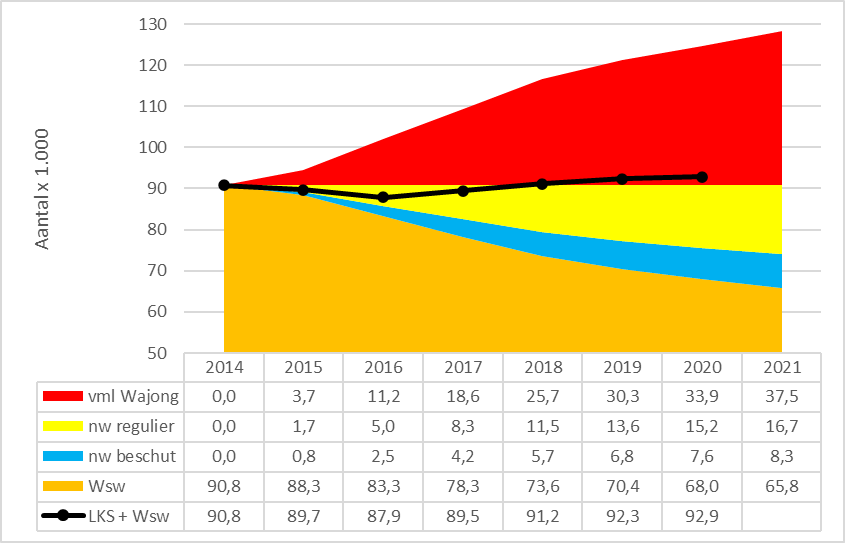 130
120
110
100
90
80
70
60
50
Aantal x 1.000
2014 2015 2016 2017 2018 2019 2020 2021
vml Wajong 0,0 3,7 11,2 18,6 25,7 30,3 33,9 37,5
nw regulier 0,0 1,7 5,0 8,3 11,5 13,6 15,2 16,7
nw beschut 0,0 0,8 2,5 4,2 5,7 6,8 7,6 8,3
Wsw 90,8 88,3 83,3 78,3 73,6 70,4 68,0 65,8
LKS + Wsw 90,8 89,7 87,9 89,5 91,2 92,3 92,9